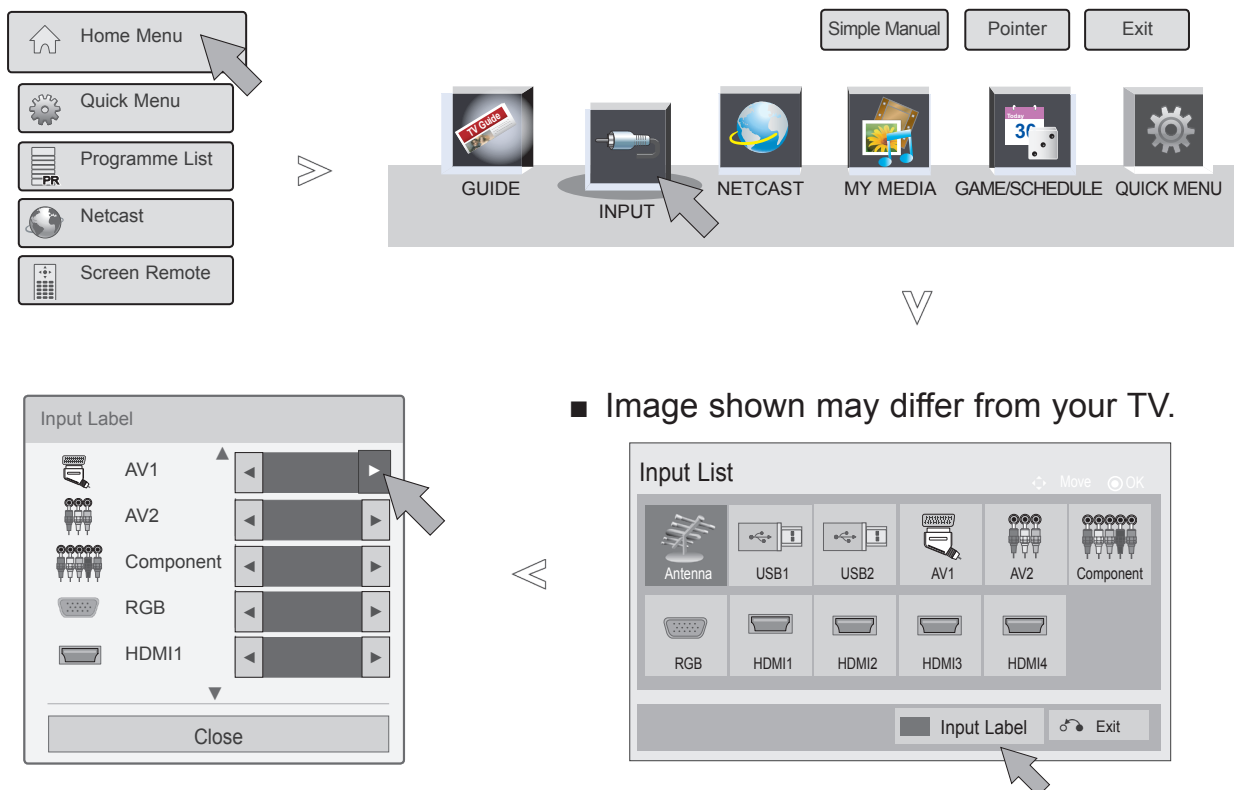 Home Menu
Quick Menu
PR
Programme List
Netcast
Screen Remote
Simple Manual
Pointer
Exit
TV Guide
Today
30
GUIDE
INPUT
NETCAST
MY MEDIA
GAME/SCHEDULE
QUICK MENU
■ Image shown may differ from your TV.
Input List
Move
OK
Antenna
USB1
USB2
AV1
AV2
Component
RGB
HDMI1
HDMI2
HDMI3
HDMI4
Input Label
Exit
Input Label
AV1
AV2
Component
RGB
HDMI1
Close